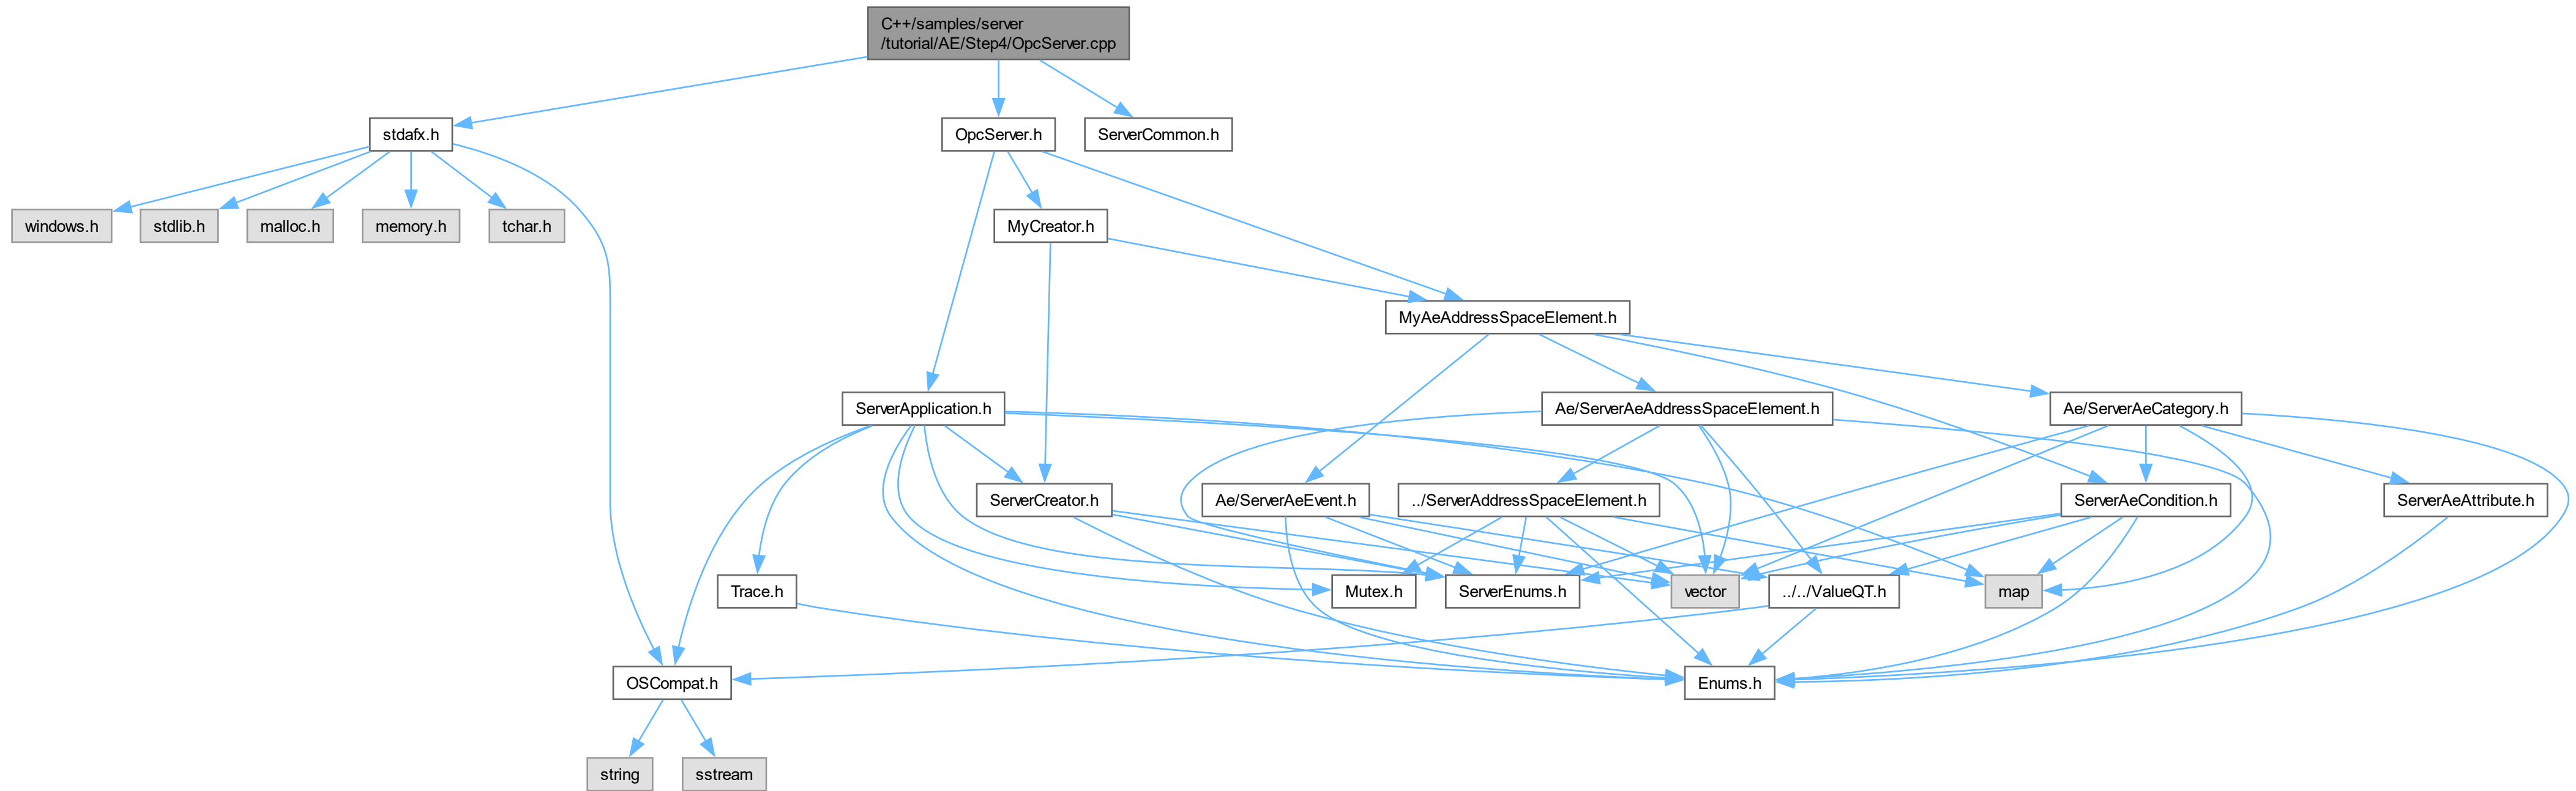 C++/samples/server
/tutorial/AE/Step4/OpcServer.cpp
stdafx.h
OpcServer.h
ServerCommon.h
windows.h
stdlib.h
malloc.h
memory.h
tchar.h
MyCreator.h
MyAeAddressSpaceElement.h
ServerApplication.h
Ae/ServerAeAddressSpaceElement.h
Ae/ServerAeCategory.h
ServerCreator.h
Ae/ServerAeEvent.h
../ServerAddressSpaceElement.h
ServerAeCondition.h
ServerAeAttribute.h
Trace.h
Mutex.h
ServerEnums.h
vector
../../ValueQT.h
map
OSCompat.h
Enums.h
string
sstream